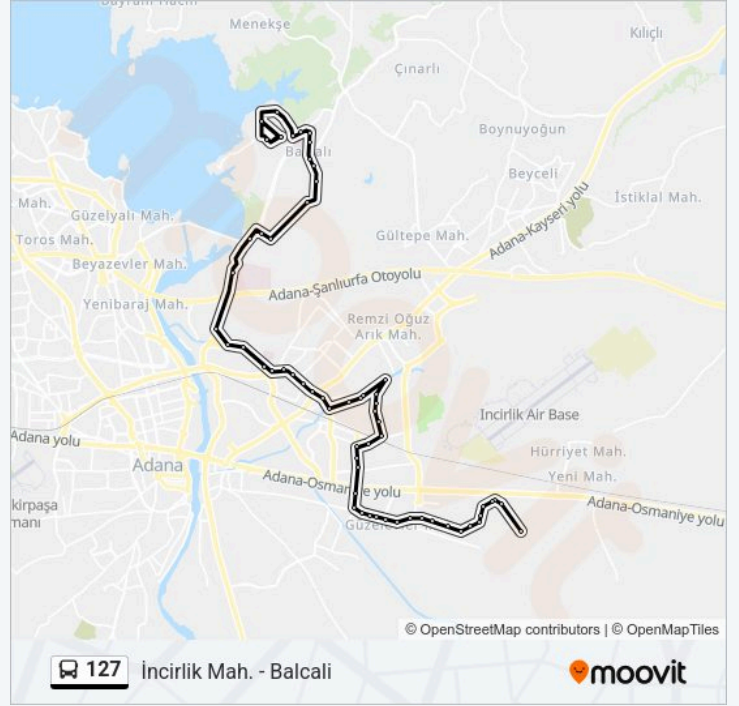 Bayram Hacılı
Menekşe
Kılıçlı
Çınarlı
Boynuyoğun
Balcalı
Beyceli
Mah.
Güzelyalı Mah.
İstiklal Mah.
Adana-Kayseri yolu
Toros Mah.
Gültepe Mah.
Beyazevler Mah.
Adana-Şanlıurfa Otoyolu
Yenibaraj Mah.
Remzi Oğuz
Arık Mah.
Incirlik Air Base
Adana yolu
Hürriyet Mah.
Adana
Yeni Mah.
Adana-Osmaniye yolu
Adana-Osmaniye yolu
kirpaşa
manı
© OpenStreetMap contributors | © OpenMapTiles
127 İncirlik Mah. - Balcali
moovit